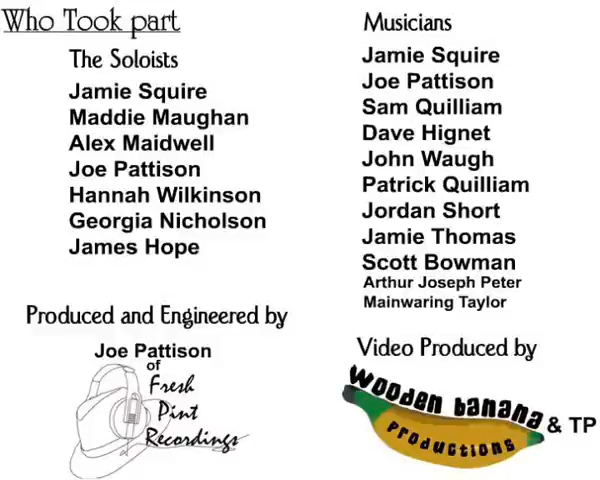 Who Took part
The Soloists
Jamie Squire
Maddie Maughan
Alex Maidwell
Joe Pattison
Hannah Wilkinson
Georgia Nicholson
James Hope
Produced and Engineered by
Joe Pattison
of
Fresh
Pint
Recordings
Musicians
Jamie Squire
Joe Pattison
Sam Quilliam
Dave Hignet
John Waugh
Patrick Quilliam
Jordan Short
Jamie Thomas
Scott Bowman
Arthur Joseph Peter
Mainwaring Taylor
Video Produced by
Wooden banana
Productions
& TP